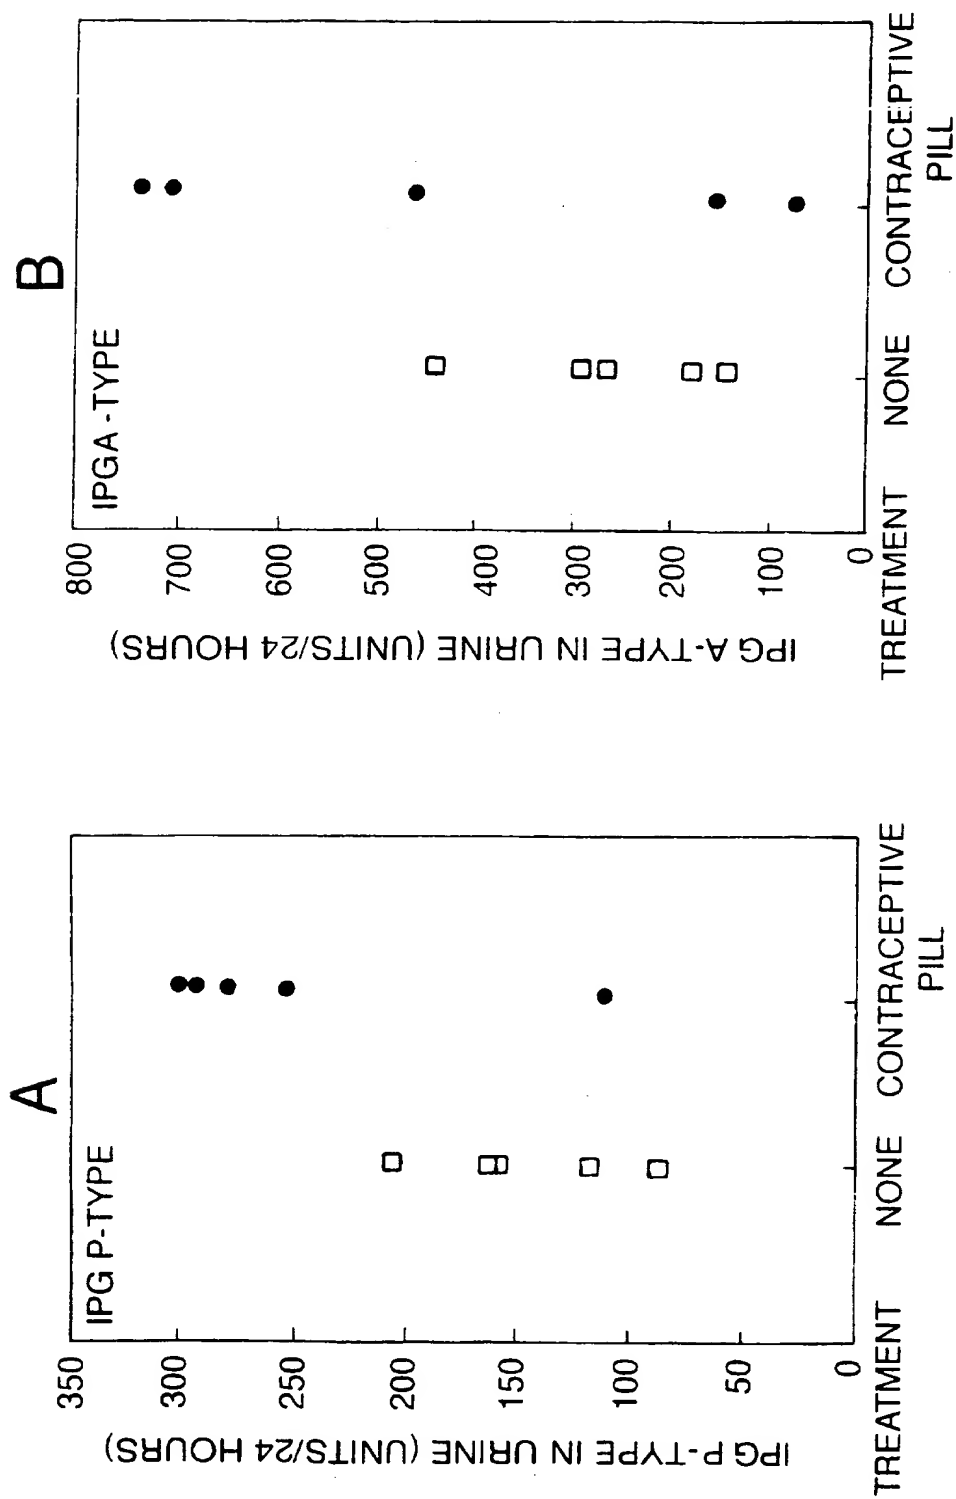 A
IPG P-TYPE
350
300
250
200
150
100
50
0
IPG P-TYPE IN URINE (UNITS/24 HOURS)
TREATMENT NONE CONTRACEPTIVE
PILL
B
IPGA -TYPE
800
700
600
500
400
300
200
100
0
IPG A-TYPE IN URINE (UNITS/24 HOURS)
TREATMENT NONE CONTRACEPTIVE
PILL